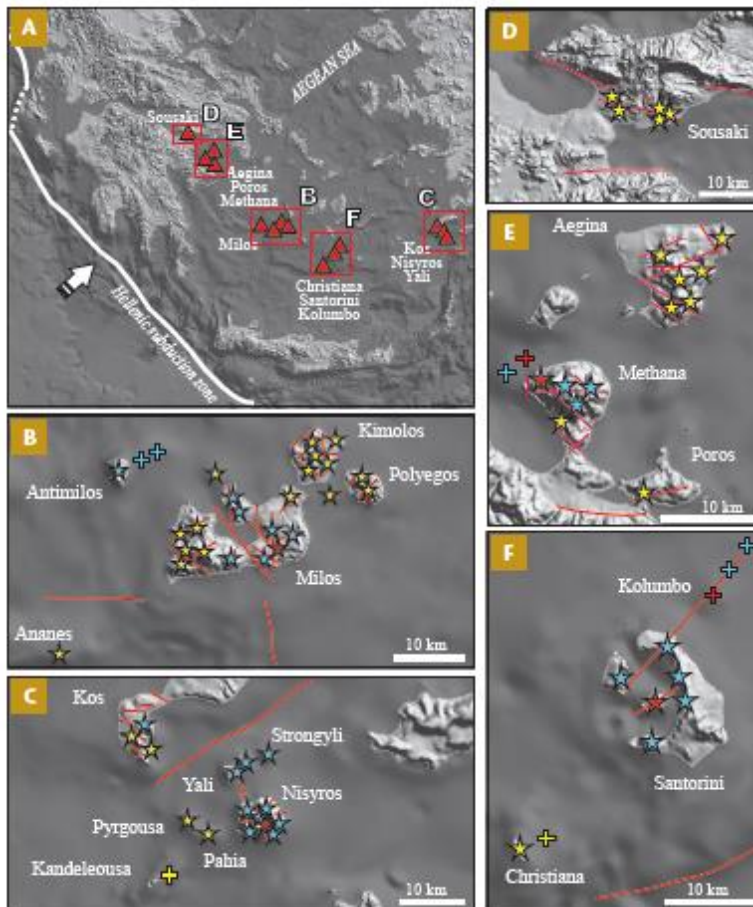 A
AEGEAN SEA
Sousaki
D
E
Aegina
Poros
Methana
B
Milos
F
C
Kos
Nisyros
Yali
Christiana
Santorini
Kolumbo
Hellenic subduction zone
B
Kimolos
Antimilos
Polyegos
Milos
Ananes
10 km
C
Kos
Strongyli
Yali
Nisyros
Pyrgousa
Pahia
Kandeleousa
10 km
D
Sousaki
10 km
E
Aegina
Methana
Poros
10 km
F
Kolumbo
Santorini
Christiana
10 km